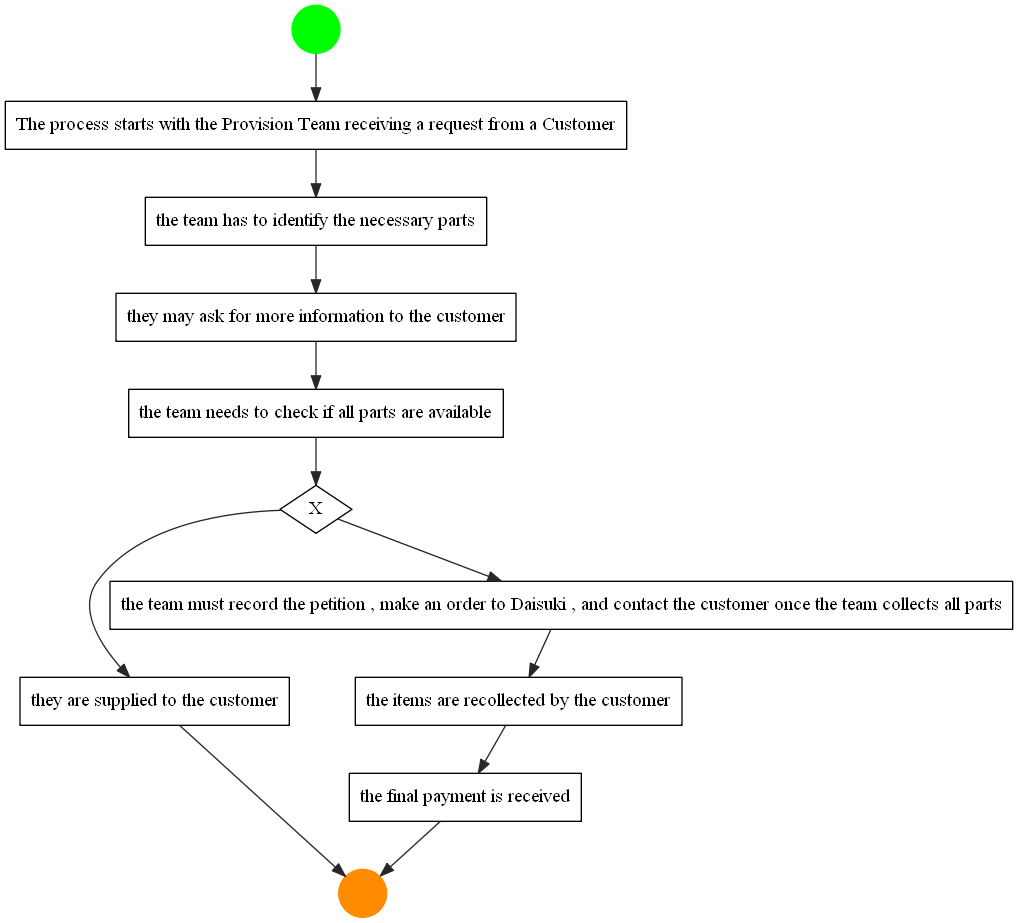 The process starts with the Provision Team receiving a request from a Customer
the team has to identify the necessary parts
they may ask for more information to the customer
the team needs to check if all parts are available
X
the team must record the petition , make an order to Daisuki , and contact the customer once the team collects all parts
they are supplied to the customer
the items are recollected by the customer
the final payment is received